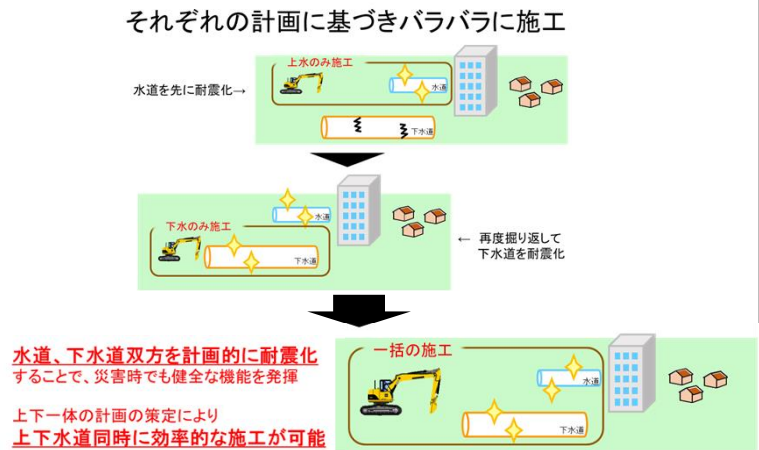 それぞれの計画に基づきバラバラに施工
上水のみ施工
水道を先に耐震化→
水道
下水道
下水のみ施工
水道
下水道
← 再度掘り返して
下水道を耐震化
一括の施工
水道
下水道
水道、下水道双方を計画的に耐震化
することで、災害時でも健全な機能を発揮
上下一体の計画の策定により
上下水道同時に効率的な施工が可能